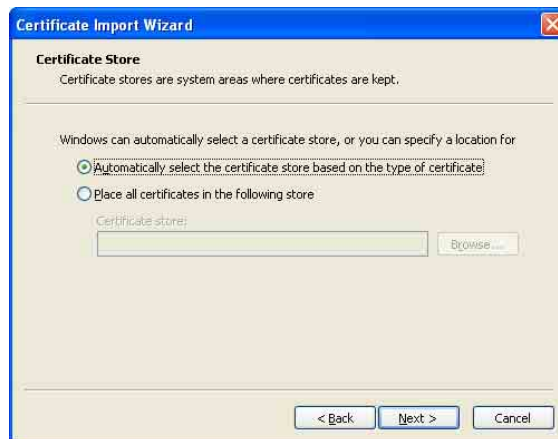 Certificate Import Wizard
Certificate Store
Certificate stores are system areas where certificates are kept.
Windows can automatically select a certificate store, or you can specify a location for
Automatically select the certificate store based on the type of certificate
Place all certificates in the following store
Certificate store:
Browse...
< Back
Next >
Cancel